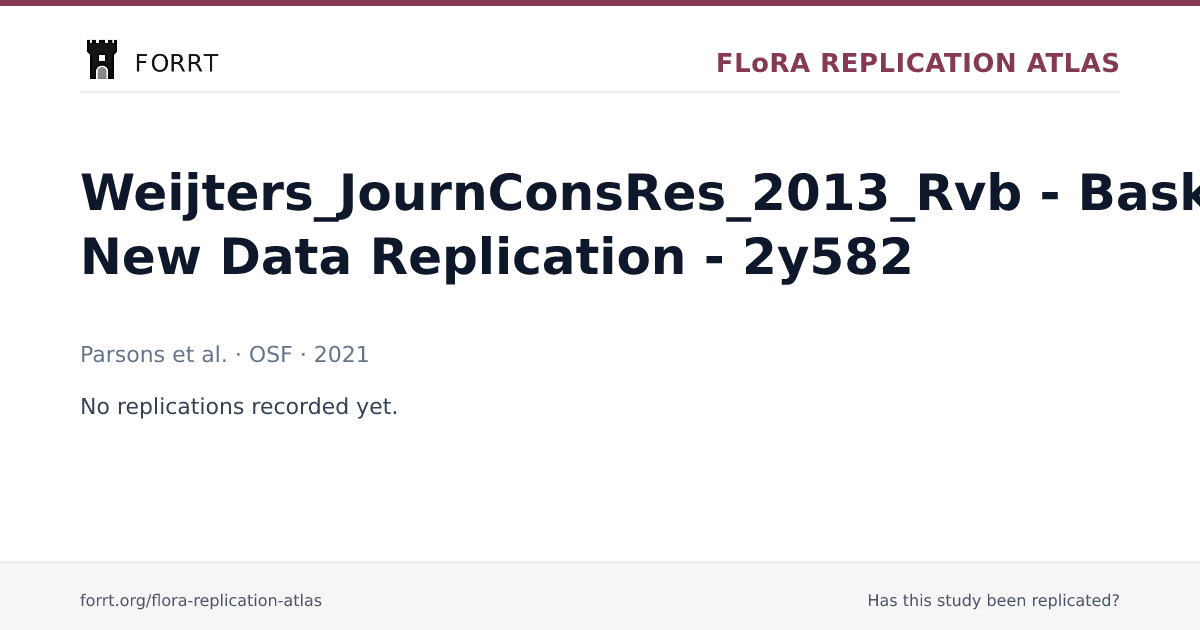 FORRT
FLoRA REPLICATION ATLAS
Weijters_JournConsRes_2013_Rvb - Bask
New Data Replication - 2y582
Parsons et al. · OSF · 2021
No replications recorded yet.
forrt.org/flora-replication-atlas
Has this study been replicated?